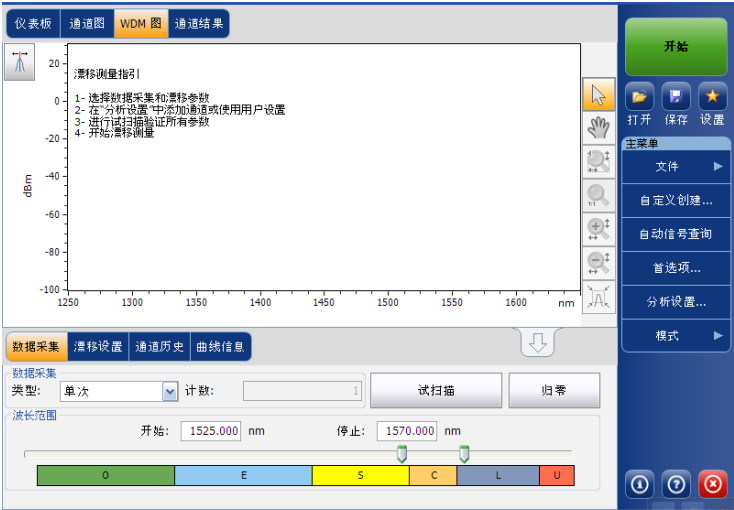 仪表板 通道图 WDM 图 通道结果
漂移测量指引
1- 选择数据采集和漂移参数
2- 在“分析设置”中添加通道或使用用户设置
3- 进行试扫描验证所有参数
4- 开始漂移测量
dBm
20
0
-20
-40
-60
-80
-100
1250 1300 1350 1400 1450 1500 1550 1600 nm
1:1
开始
打开 保存 设置
主菜单
文件
自定义创建...
自动信号查询
首选项...
分析设置...
模式
数据采集 漂移设置 通道历史 曲线信息
数据采集
类型: 单次 计数: 1 试扫描 归零
波长范围
开始: 1525.000 nm 停止: 1570.000 nm
O E S C L U